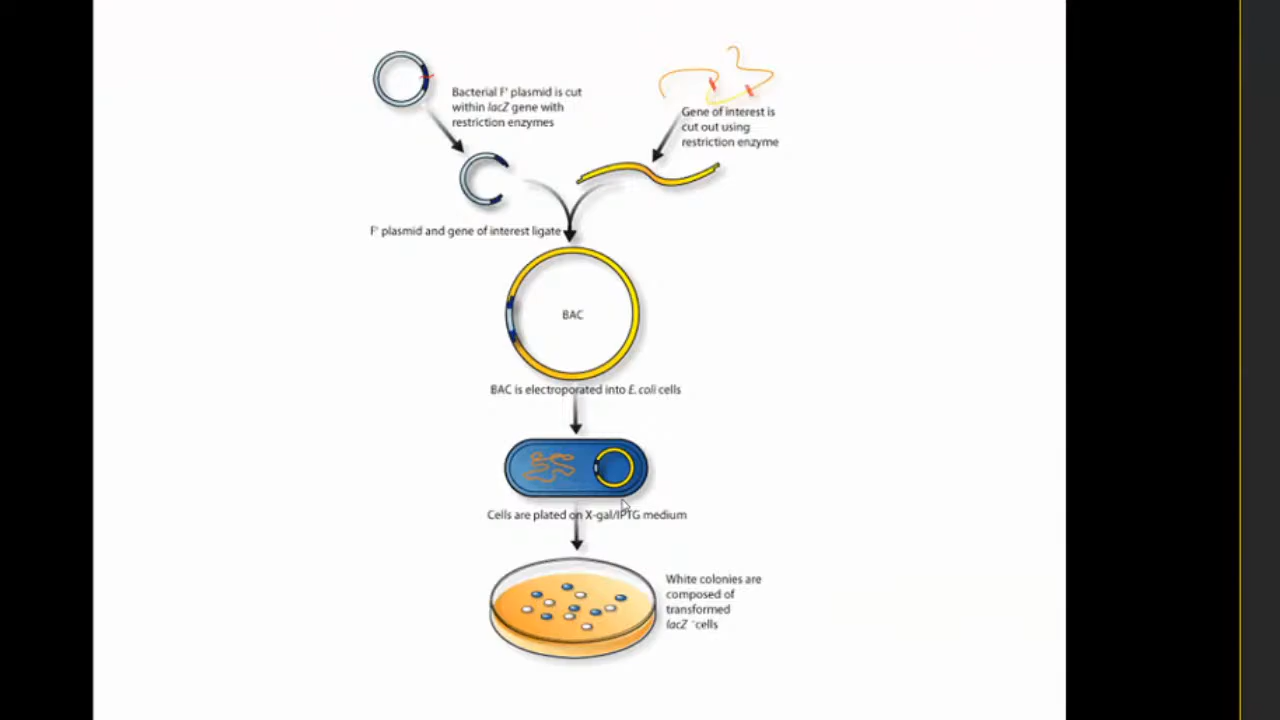 Bacterial F' plasmid is cut
within lacZ gene with
restriction enzymes
Gene of interest is
cut out using
restriction enzyme
F' plasmid and gene of interest ligate
BAC
BAC is electroporated into E. coli cells
Cells are plated on X-gal/IPTG medium
White colonies are
composed of
transformed
lacZ ⁻cells